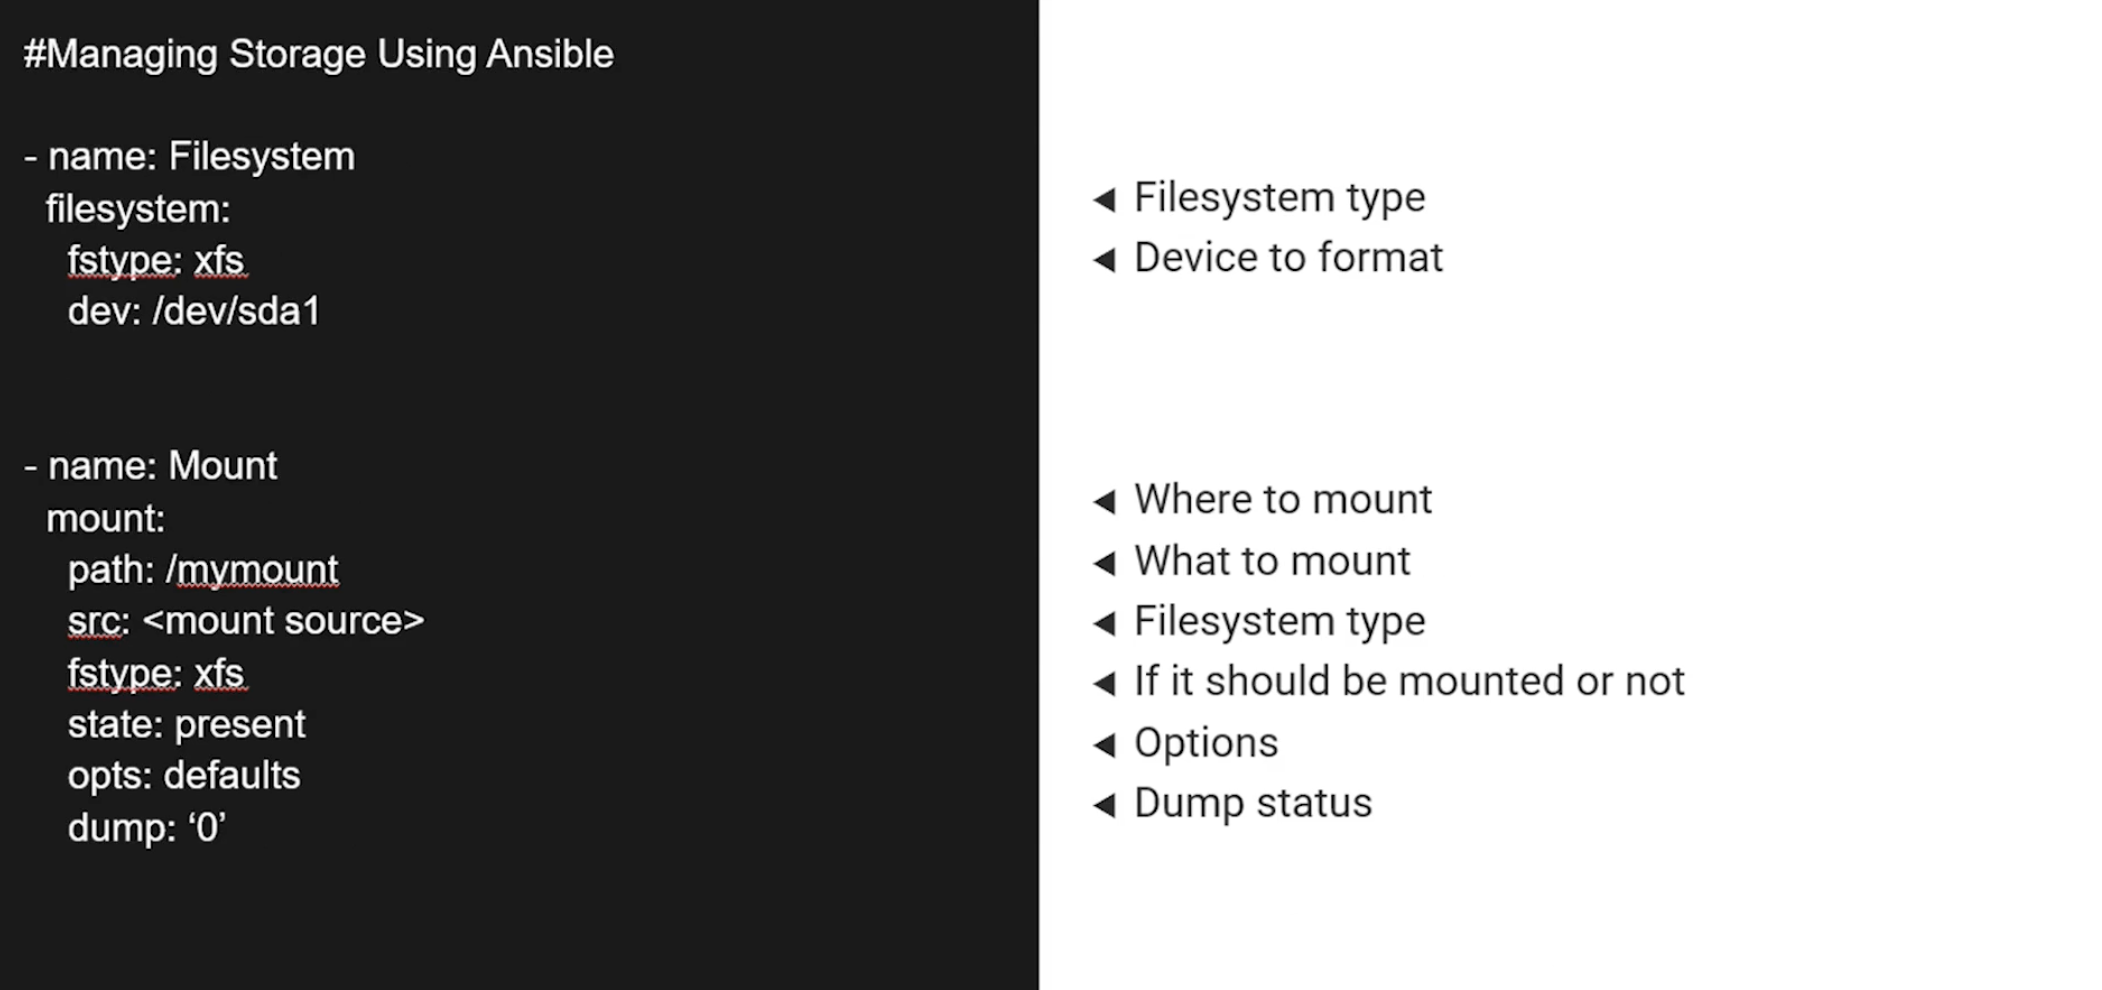 #Managing Storage Using Ansible
- name: Filesystem
filesystem:
fstype: xfs
dev: /dev/sda1
- name: Mount
mount:
path: /mymount
src: <mount source>
fstype: xfs
state: present
opts: defaults
dump: ‘0’
Filesystem type
Device to format
Where to mount
What to mount
Filesystem type
If it should be mounted or not
Options
Dump status